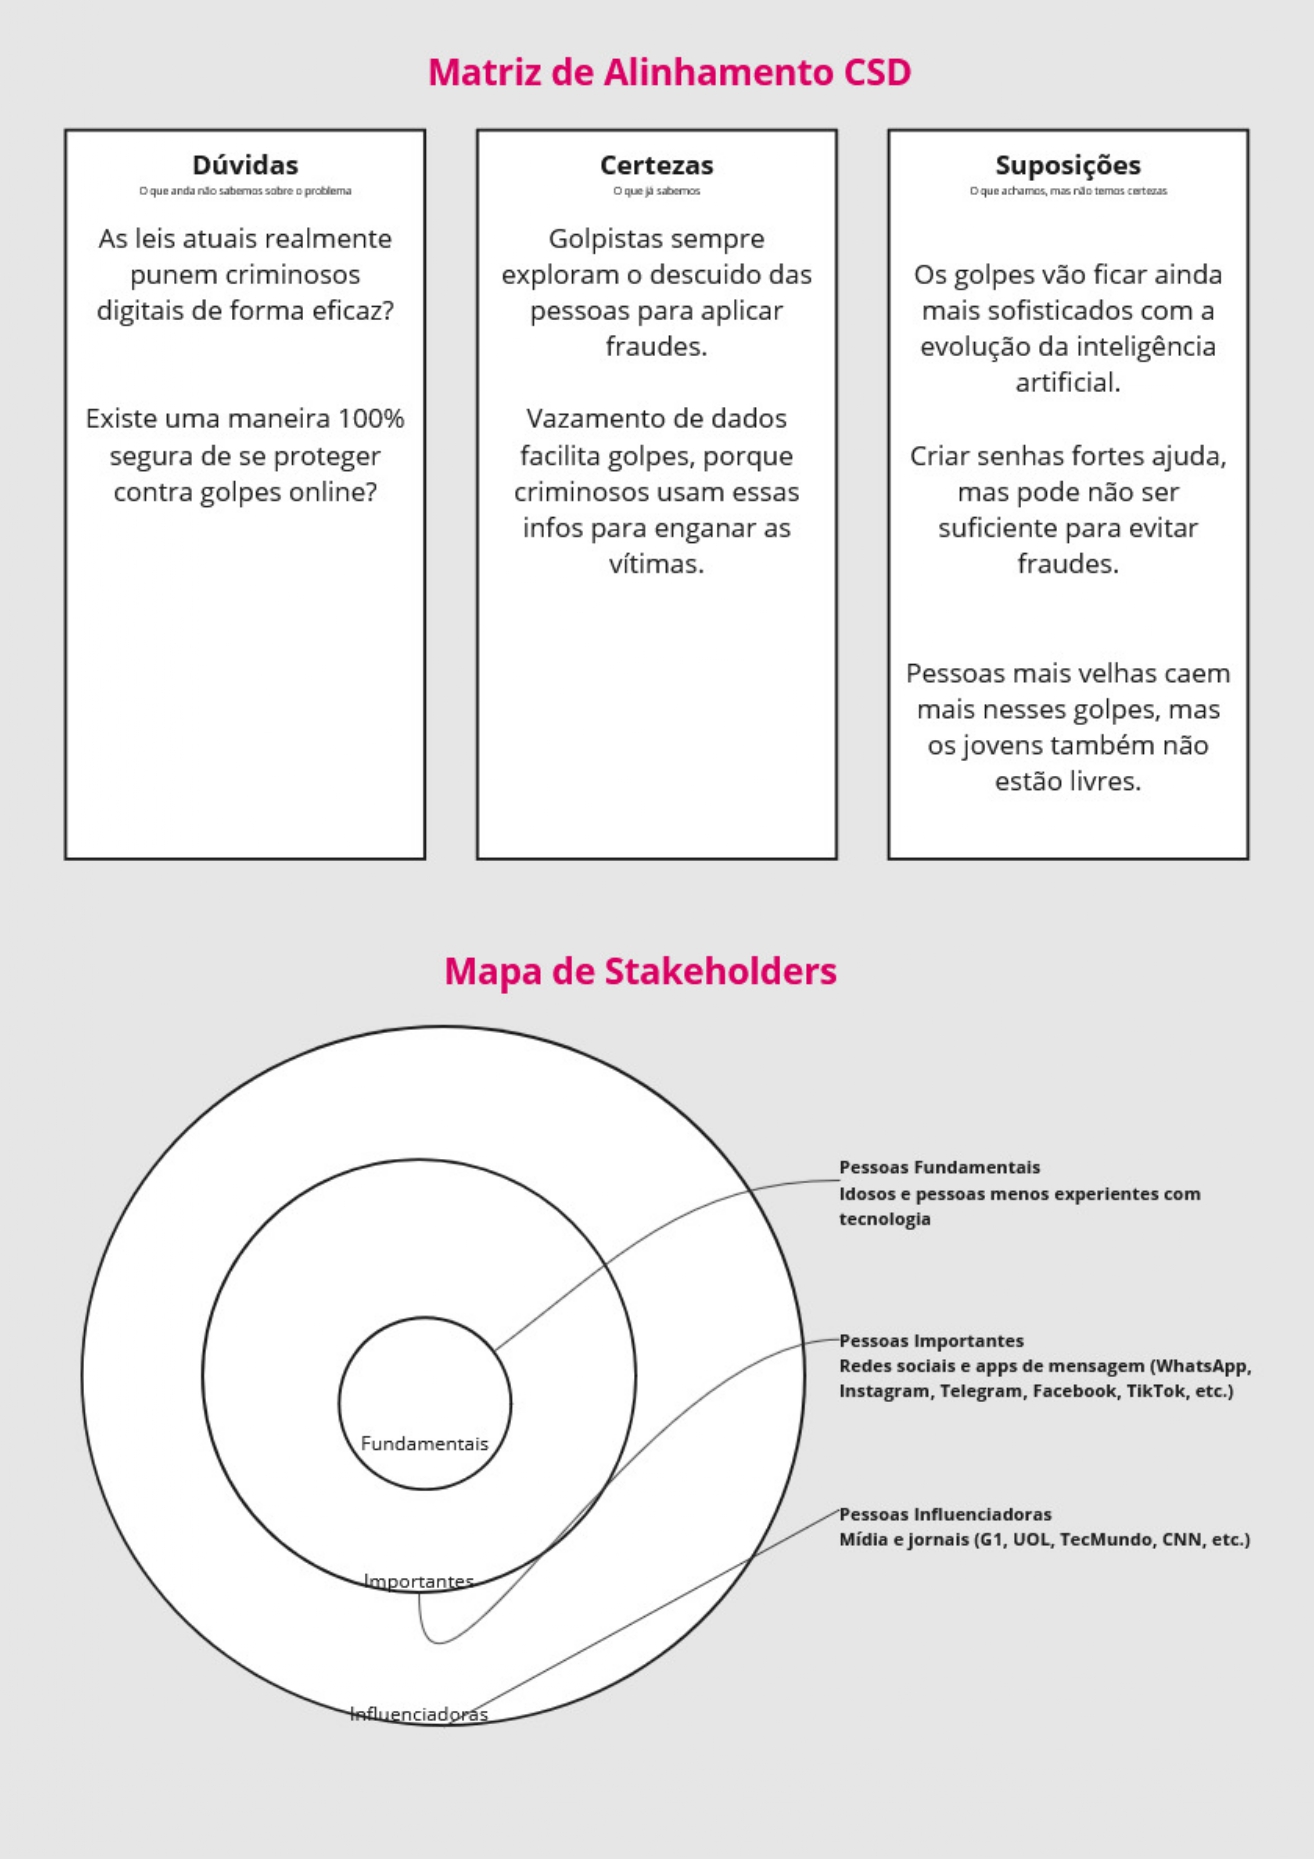 Matriz de Alinhamento CSD
Dúvidas
O que anda não sabemos sobre o problema
As leis atuais realmente
punem criminosos
digitais de forma eficaz?
Existe uma maneira 100%
segura de se proteger
contra golpes online?
Certezas
O que já sabemos
Golpistas sempre
exploram o descuido das
pessoas para aplicar
fraudes.
Vazamento de dados
facilita golpes, porque
criminosos usam essas
infos para enganar as
vítimas.
Suposições
O que achamos, mas não temos certezas
Os golpes vão ficar ainda
mais sofisticados com a
evolução da inteligência
artificial.
Criar senhas fortes ajuda,
mas pode não ser
suficiente para evitar
fraudes.
Pessoas mais velhas caem
mais nesses golpes, mas
os jovens também não
estão livres.
Mapa de Stakeholders
Fundamentais
Importantes
Influenciadoras
Pessoas Fundamentais
Idosos e pessoas menos experientes com
tecnologia
Pessoas Importantes
Redes sociais e apps de mensagem (WhatsApp,
Instagram, Telegram, Facebook, TikTok, etc.)
Pessoas Influenciadoras
Mídia e jornais (G1, UOL, TecMundo, CNN, etc.)